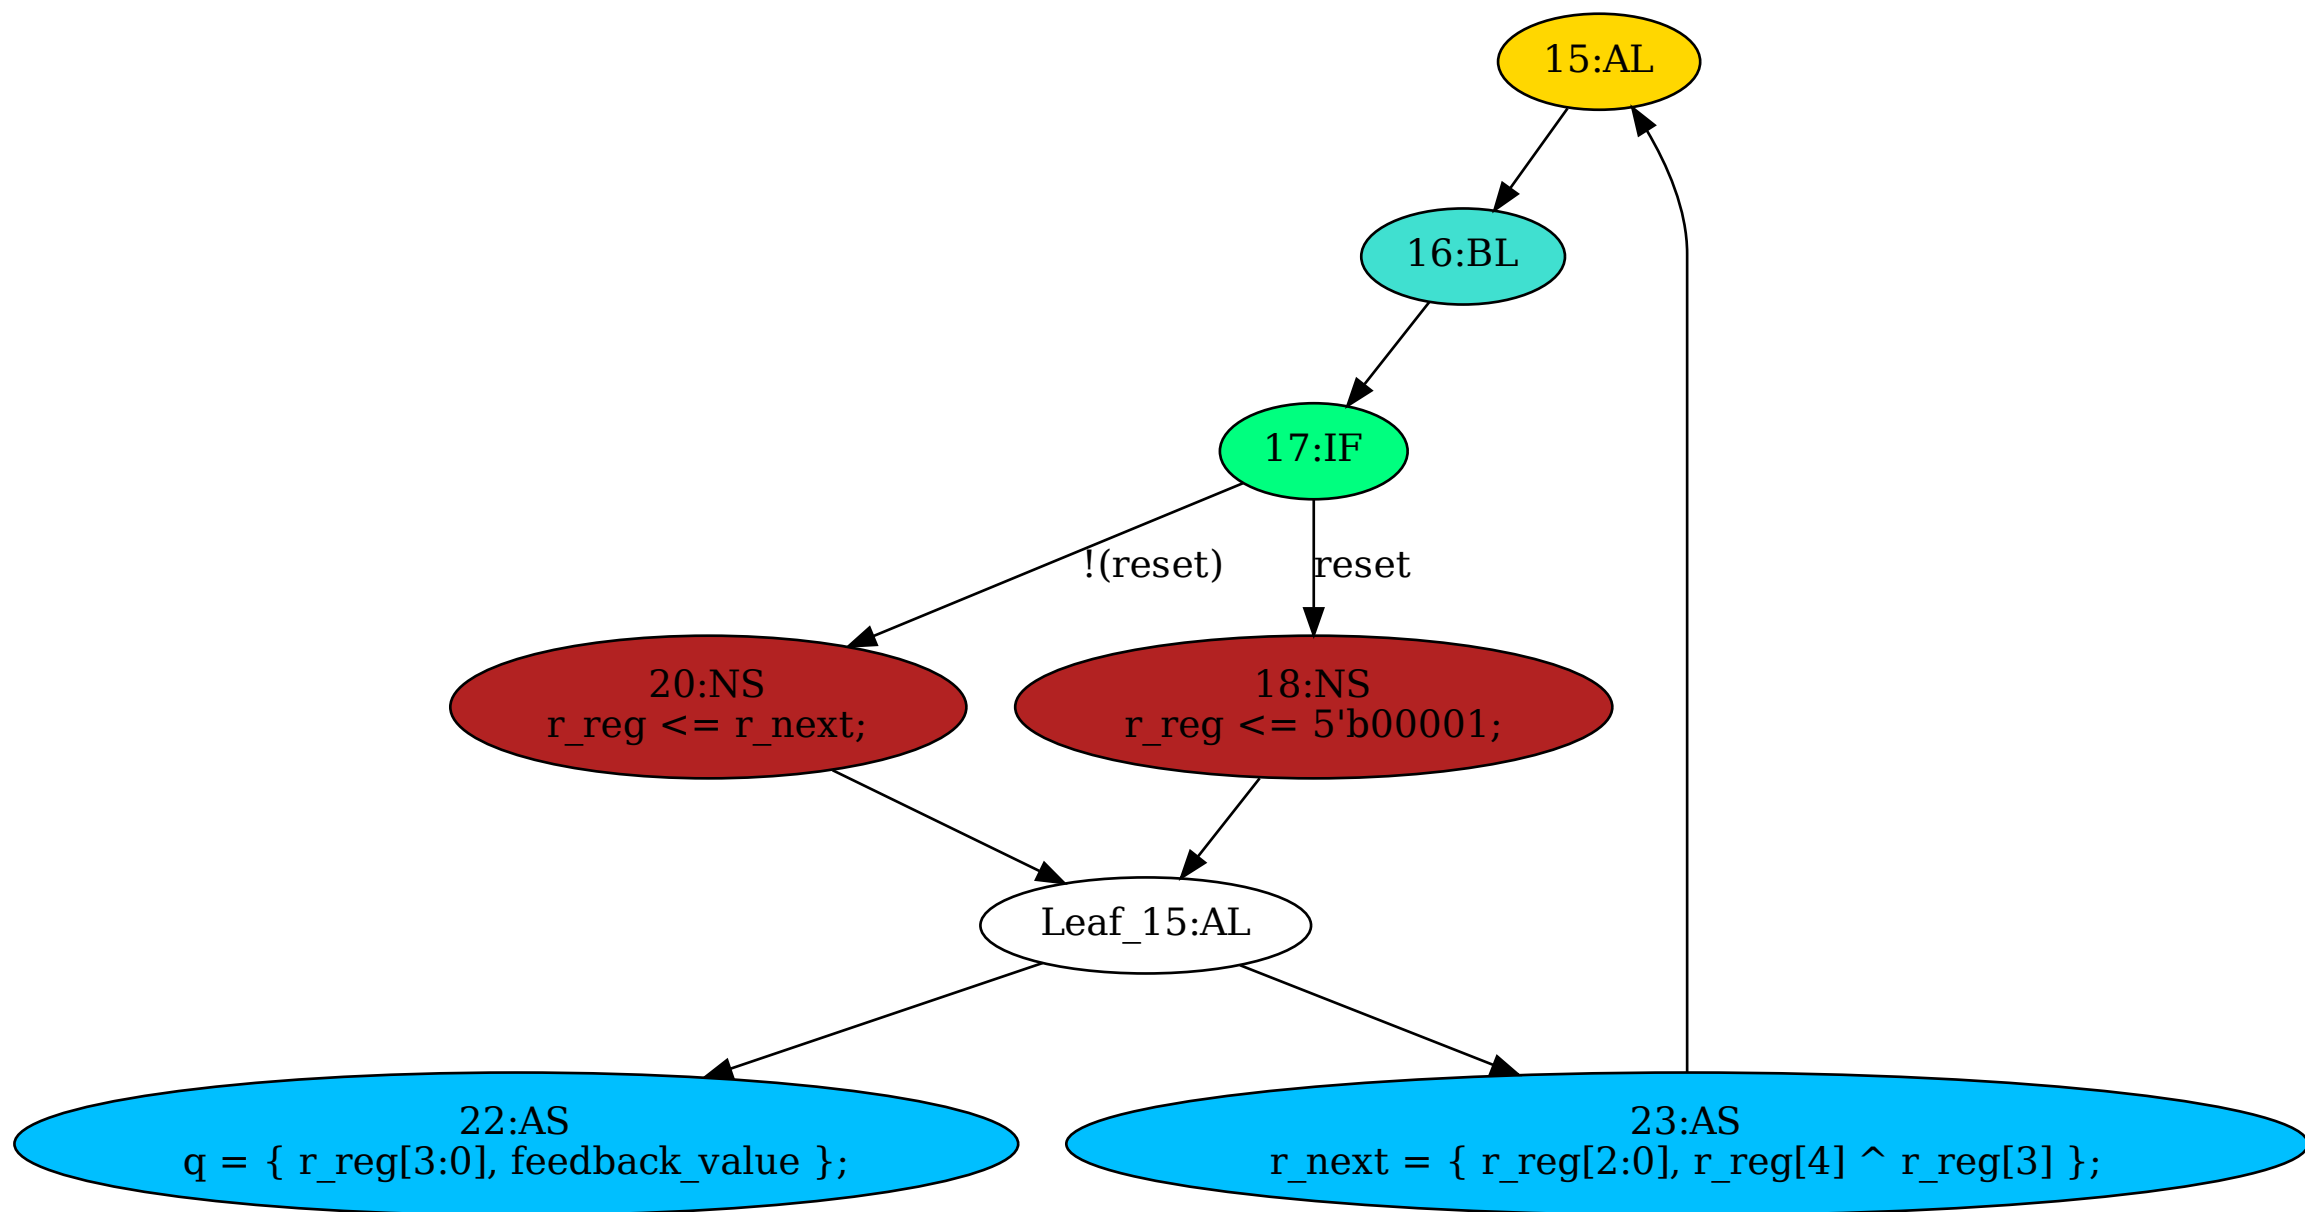 15:AL
16:BL
17:IF
!(reset)
reset
20:NS
r_reg <= r_next;
18:NS
r_reg <= 5'b00001;
Leaf_15:AL
22:AS
q = { r_reg[3:0], feedback_value };
23:AS
r_next = { r_reg[2:0], r_reg[4] ^ r_reg[3] };